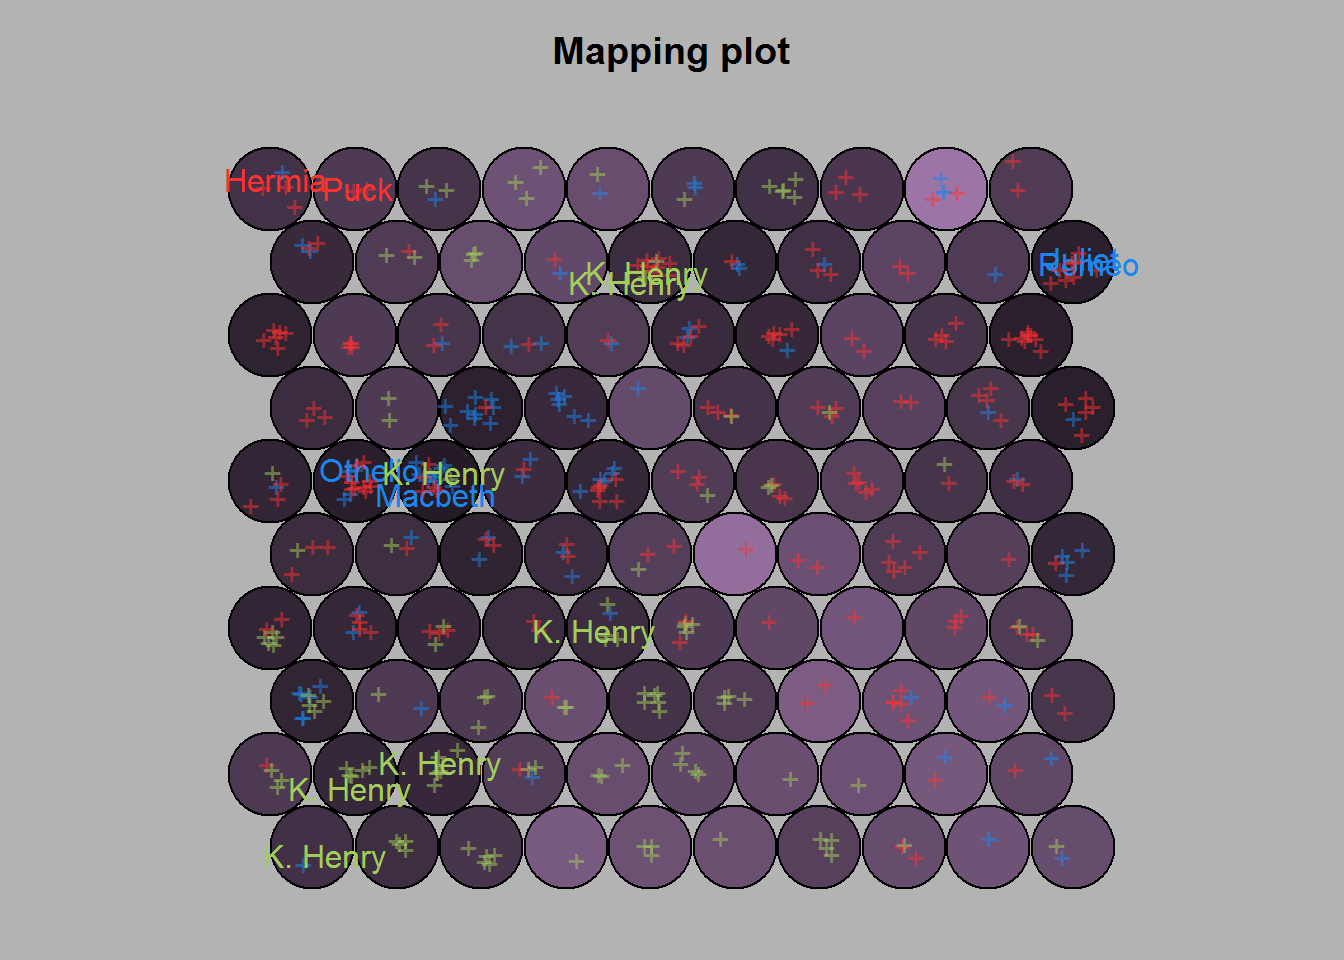 Mapping plot
Hermia
Puck
Juliet
Romeo
K. Henry
K. Henry
Othello
K. Henry
Macbeth
K. Henry
K. Henry
K. Henry
K. Henry